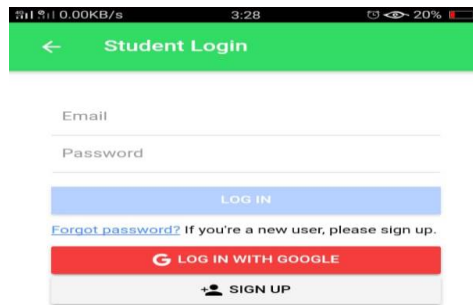 0.00KB/s 3:28 20%
Student Login
Email
Password
LOG IN
Forgot password? If you're a new user, please sign up.
G LOG IN WITH GOOGLE
SIGN UP